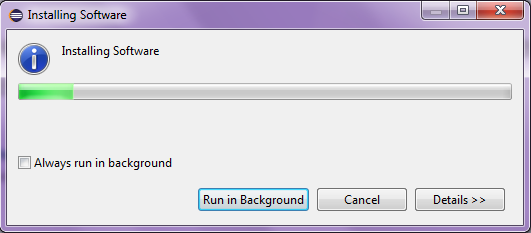 Installing Software
Installing Software
Always run in background
Run in Background
Cancel
Details >>